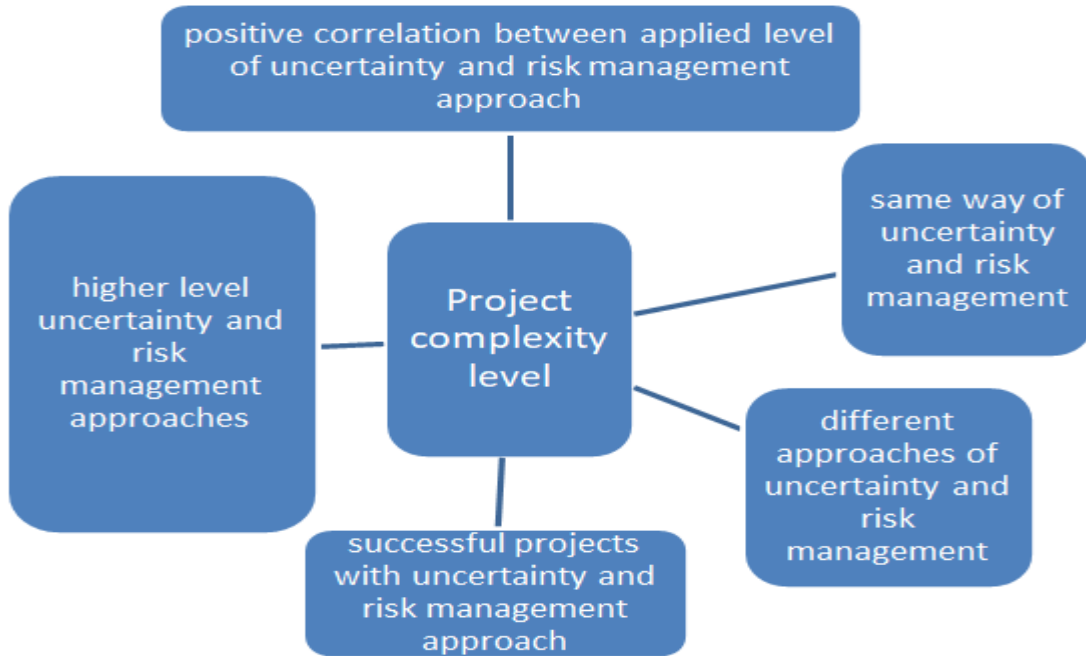 positive correlation between applied level
of uncertainty and risk management
approach
same way of
uncertainty
and risk
management
higher level
uncertainty and
risk
management
approaches
Project
complexity
level
different
approaches of
uncertainty and
risk
management
successful projects
with uncertainty and
risk management
approach